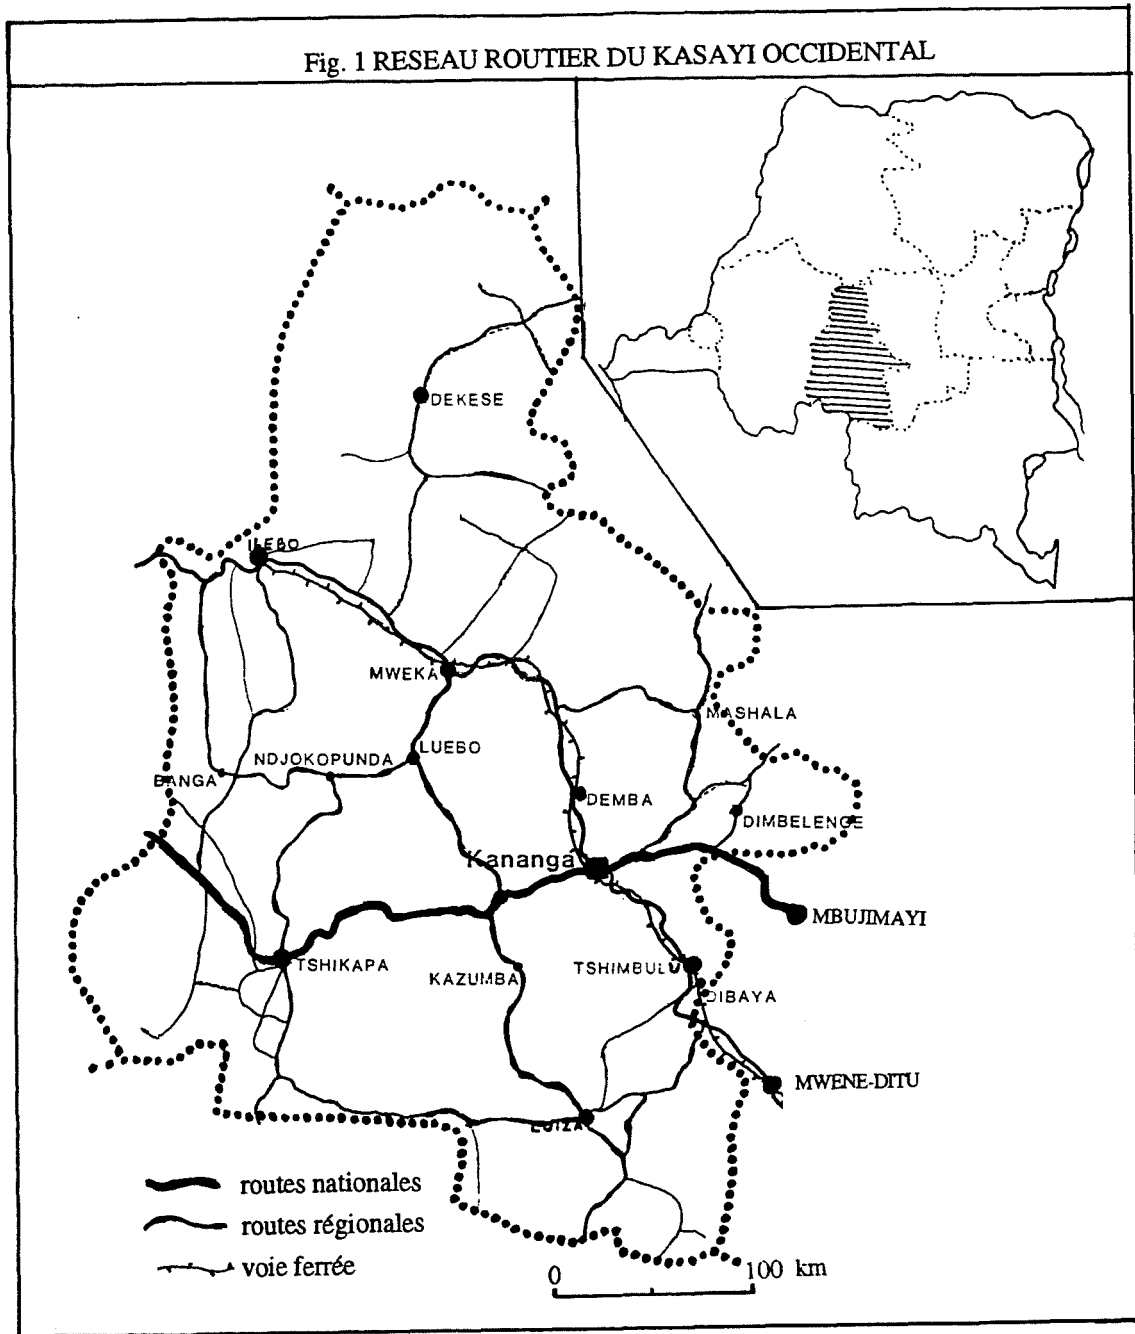 Fig. 1 RESEAU ROUTIER DU KASAYI OCCIDENTAL
DEKESE
ILEBO
MWEKA
MASHALA
LUEBO
NDJOKOPUNDA
BANGA
DEMBA
DIMBELENGE
Kananga
MBUJIMAYI
TSHIKAPA
KAZUMBA
TSHIMBULU
DIBAYA
MWENE-DITU
LUIZA
routes nationales
routes régionales
voie ferrée
0 100 km